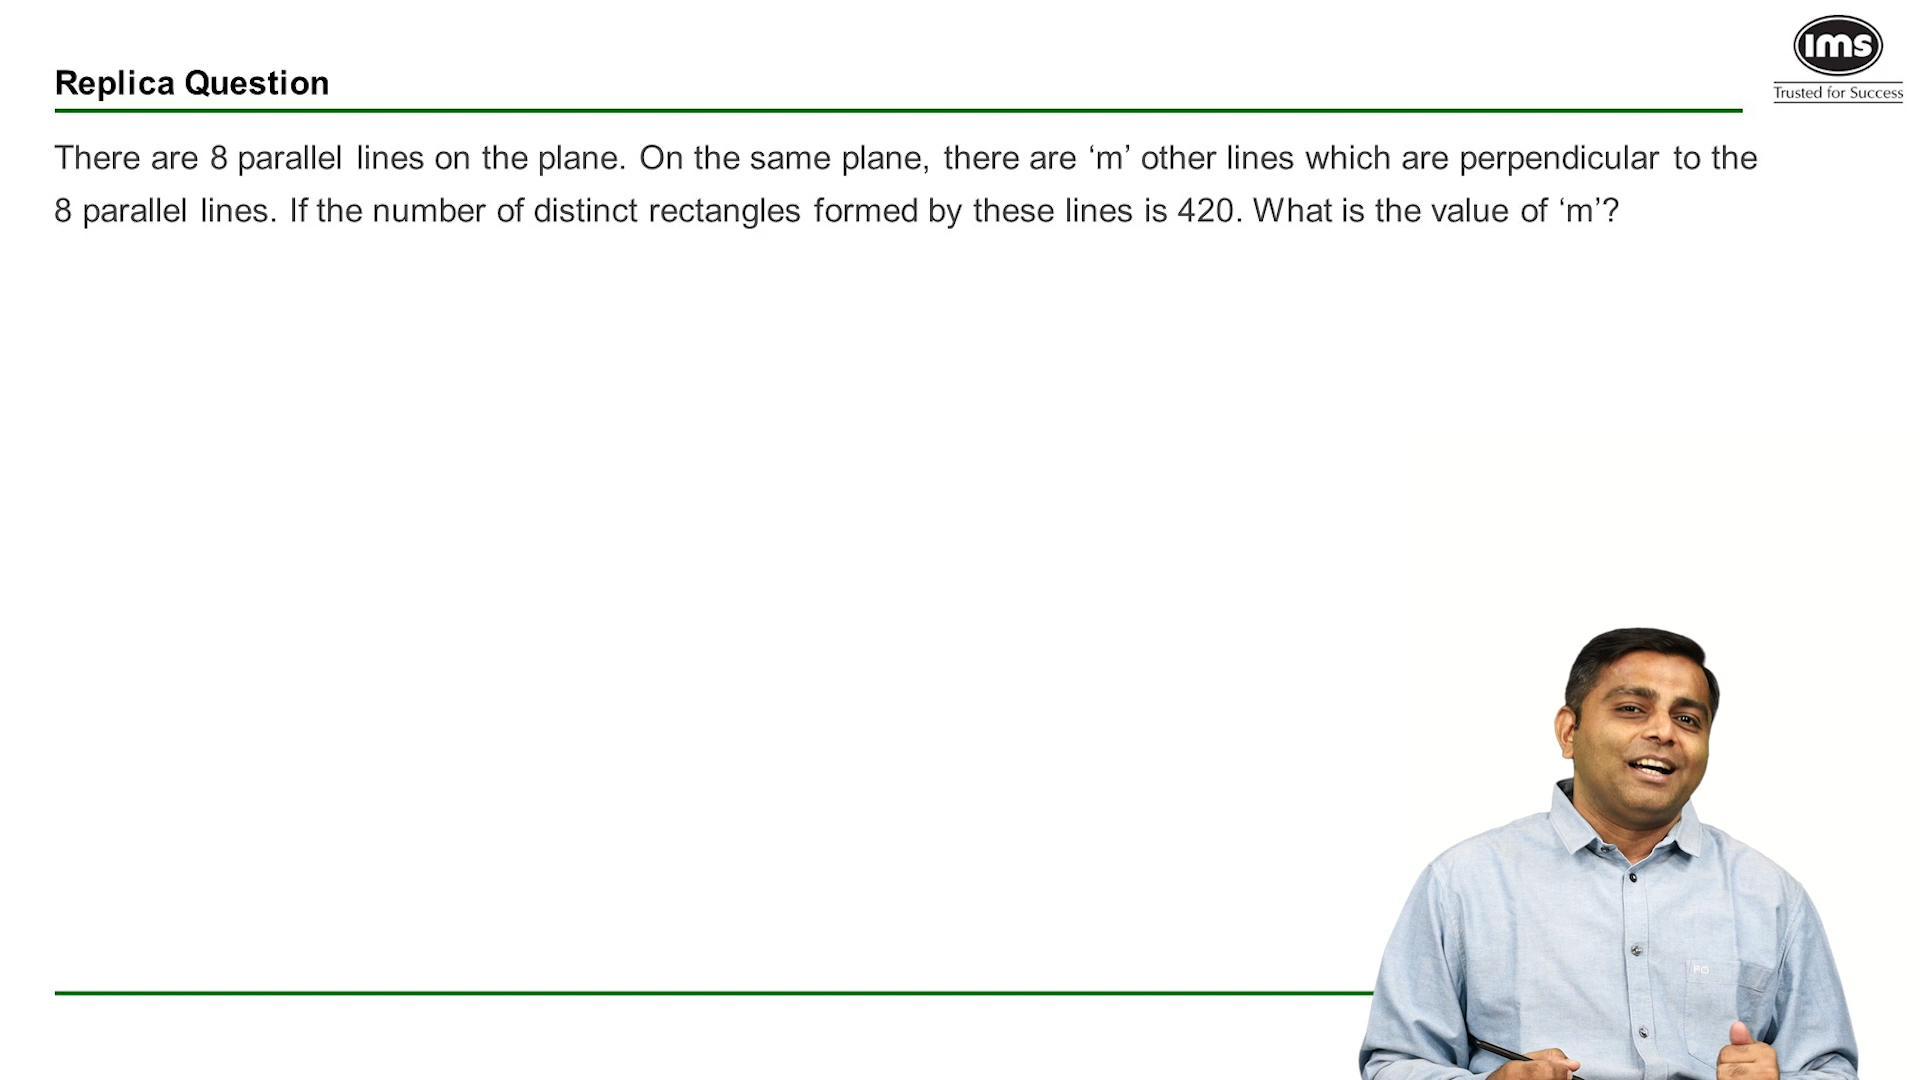 ims
Trusted for Success
Replica Question
There are 8 parallel lines on the plane. On the same plane, there are ‘m’ other lines which are perpendicular to the
8 parallel lines. If the number of distinct rectangles formed by these lines is 420. What is the value of ‘m’?